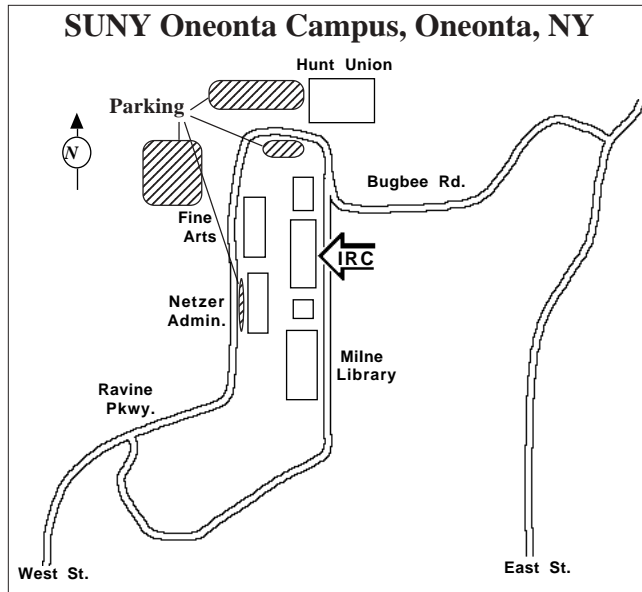 SUNY Oneonta Campus, Oneonta, NY
Hunt Union
Parking
N
Bugbee Rd.
Fine
Arts
IRC
Netzer
Admin.
Milne
Library
Ravine
Pkwy.
West St.
East St.